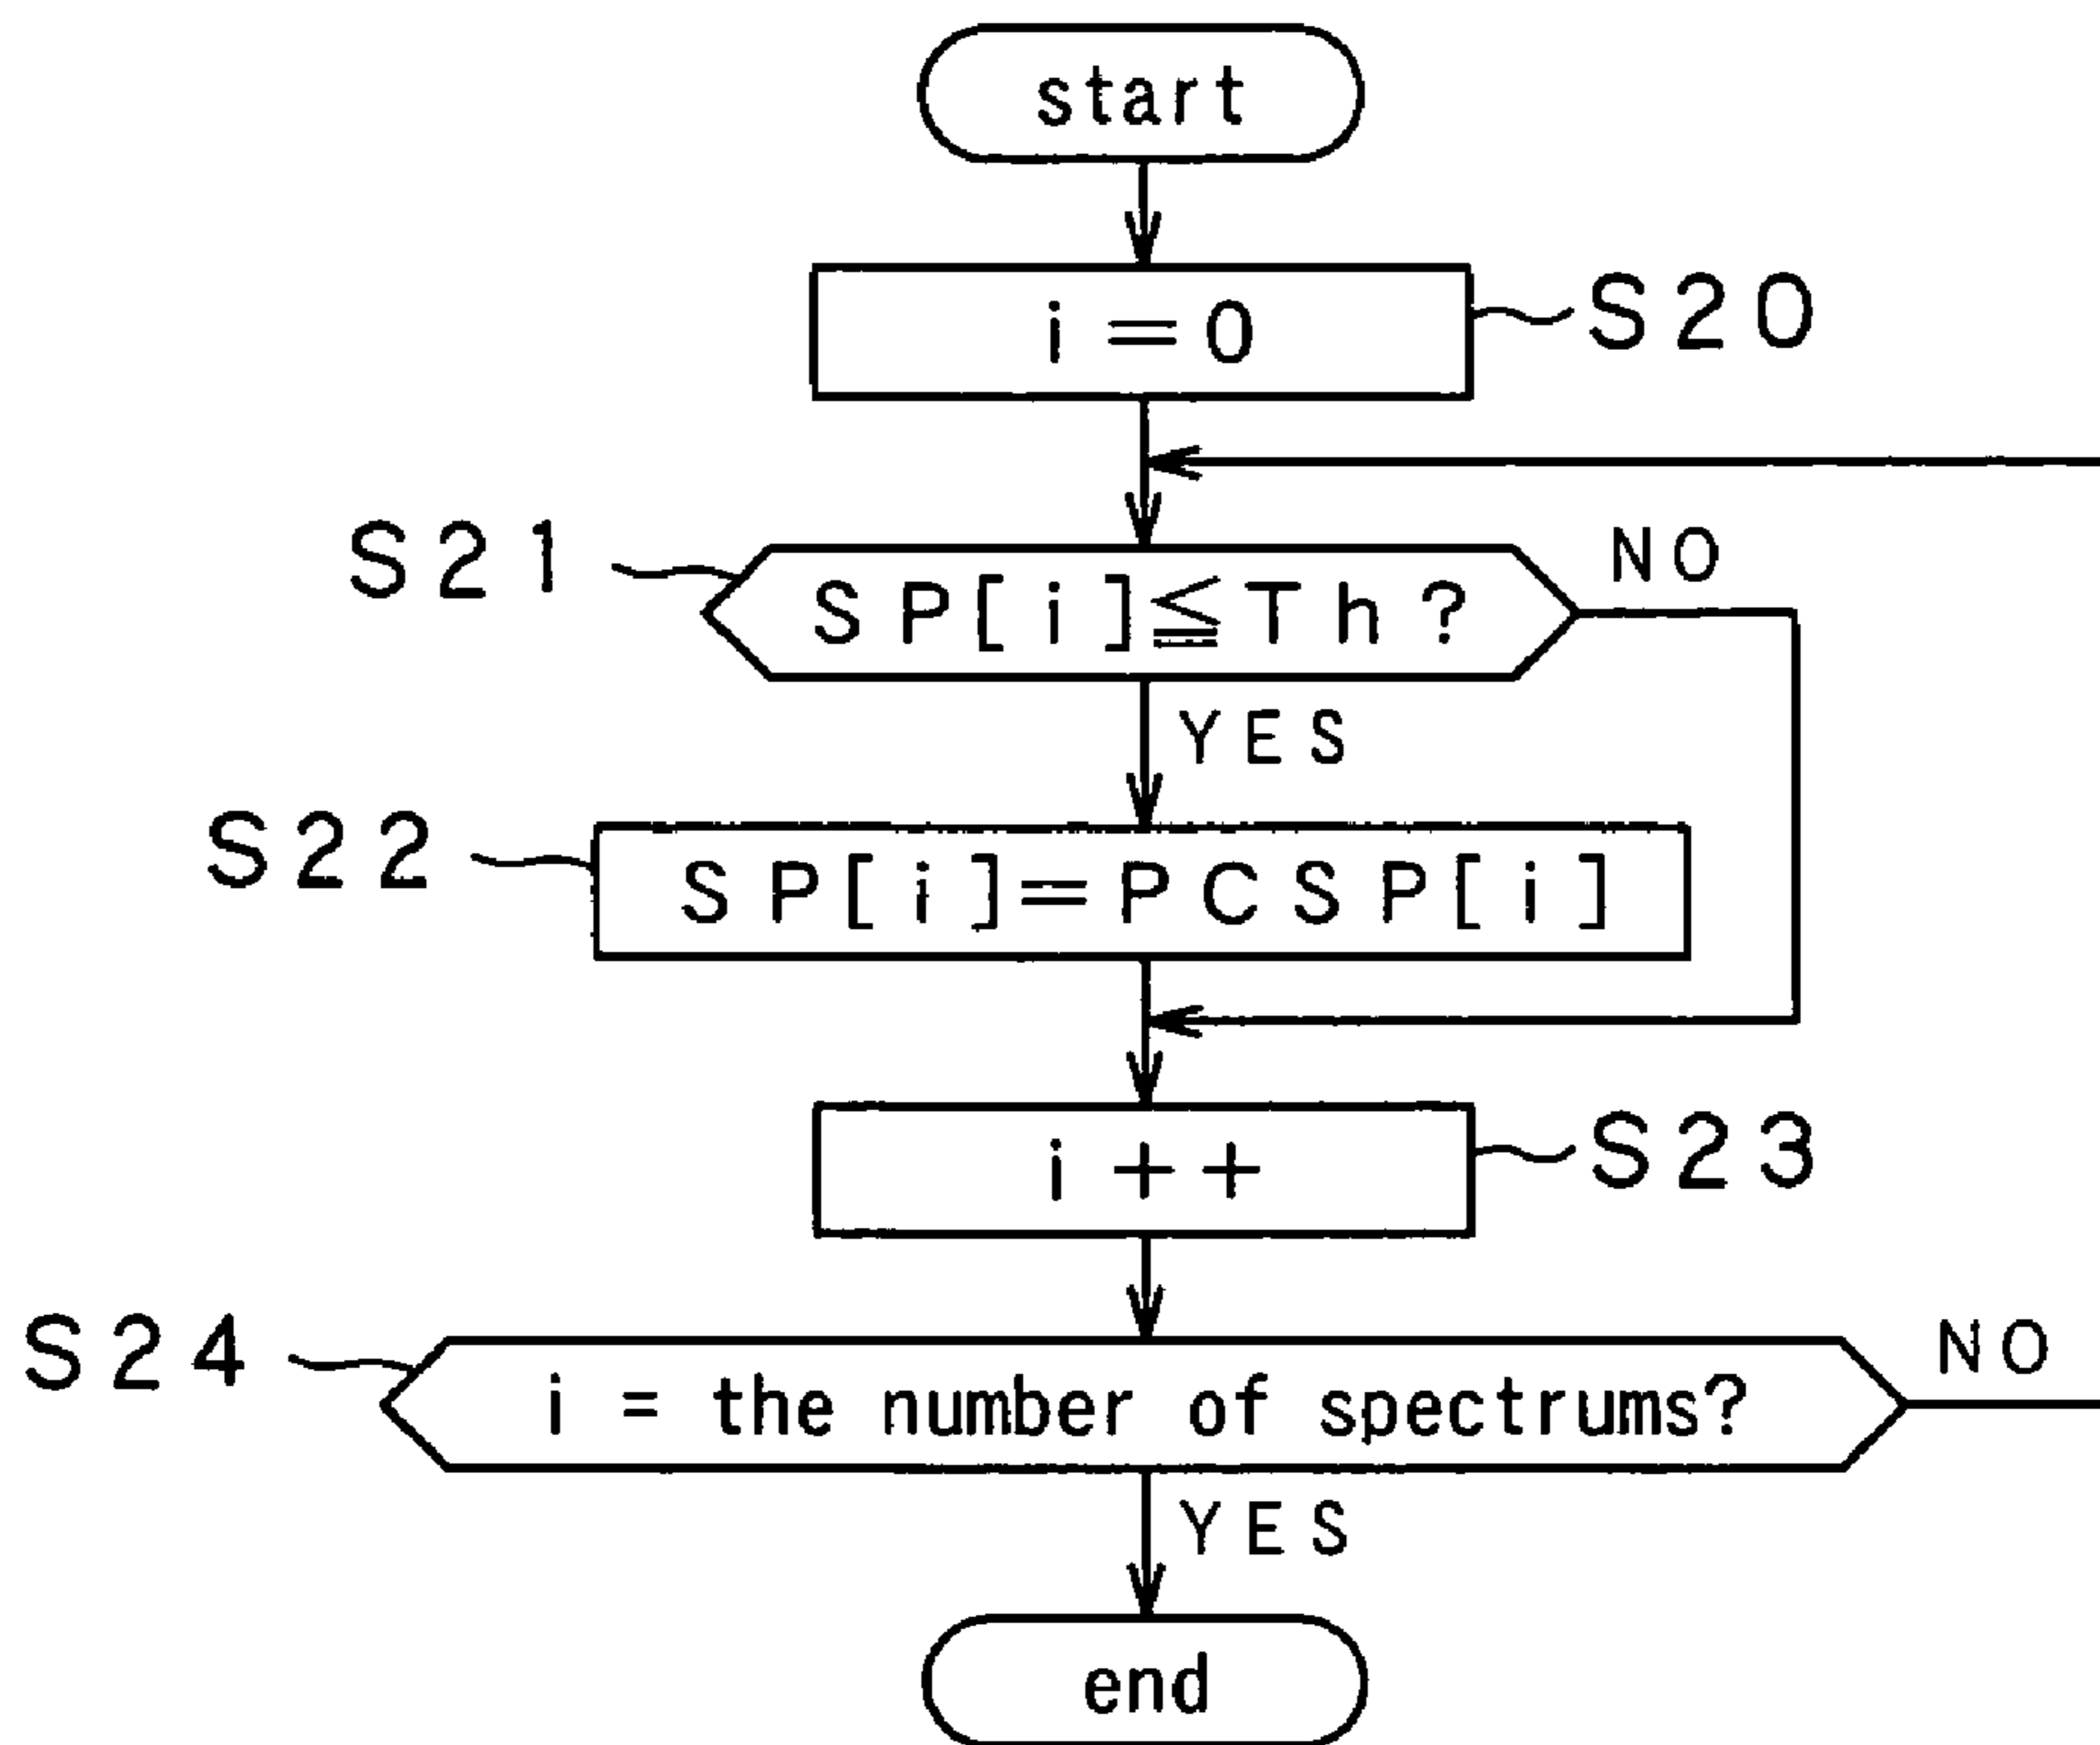 start
i=0
S20
S21
SP[i]≦Th?
NO
YES
S22
SP[i]=PCSP[i]
i++
S23
S24
i = the number of spectrums?
NO
YES
end